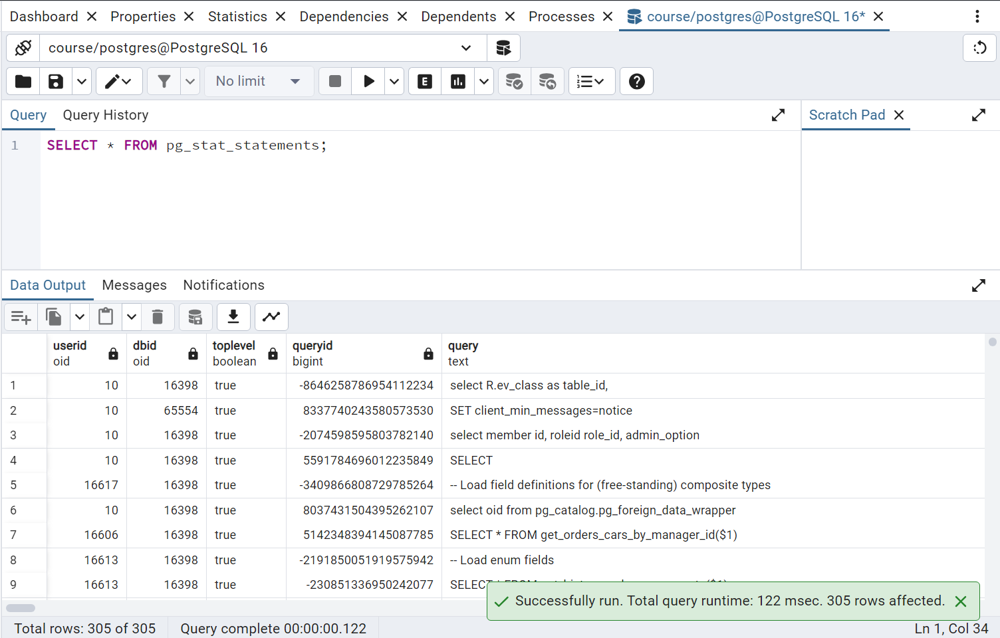 Dashboard Properties Statistics Dependencies Dependents Processes course/postgres@PostgreSQL 16*
course/postgres@PostgreSQL 16
No limit E
Query Query History Scratch Pad
1 SELECT * FROM pg_stat_statements;
Data Output Messages Notifications
userid dbid toplevel queryid query
oid oid boolean bigint text
1 10 16398 true -8646258786954112234 select R.ev_class as table_id,
2 10 65554 true 8337740243580573530 SET client_min_messages=notice
3 10 16398 true -2074598595803782140 select member id, roleid role_id, admin_option
4 10 16398 true 5591784696012235849 SELECT
5 16617 16398 true -3409866808729785264 -- Load field definitions for (free-standing) composite types
6 10 16398 true 8037431504395262107 select oid from pg_catalog.pg_foreign_data_wrapper
7 16606 16398 true 5142348394145087785 SELECT * FROM get_orders_cars_by_manager_id($1)
8 16613 16398 true -2191850051919575942 -- Load enum fields
9 16613 16398 true -230851336950242077 SELECT
Successfully run. Total query runtime: 122 msec. 305 rows affected.
Total rows: 305 of 305 Query complete 00:00:00.122 Ln 1, Col 34